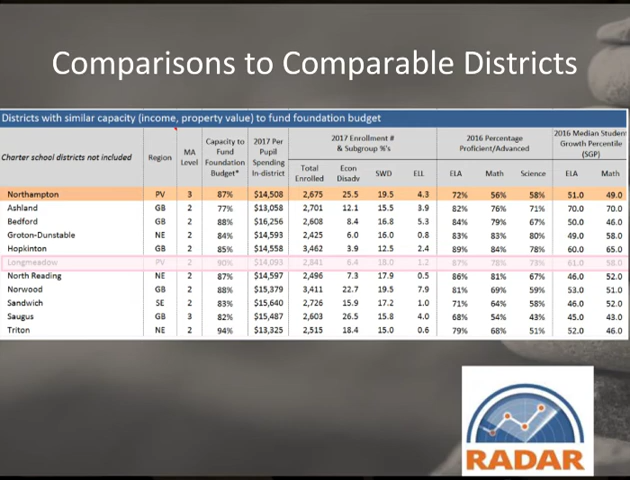 Comparisons to Comparable Districts
Districts with similar capacity (income, property value) to fund foundation budget
Charter school districts not included Region MA Level Capacity to Fund Foundation Budget* 2017 Per Pupil Spending In-district 2017 Enrollment # & Subgroup %'s 2016 Percentage Proficient/Advanced 2016 Median Studen Growth Percentile (SGP)
Total Enrolled Econ Disadv SWD ELL ELA Math Science ELA Math
Northampton PV 3 87% $14,508 2,675 25.5 19.5 4.3 72% 56% 58% 51.0 49.0
Ashland GB 2 77% $13,058 2,701 12.1 15.5 3.9 82% 76% 71% 70.0 70.0
Bedford GB 2 88% $16,256 2,608 8.4 16.8 5.3 84% 79% 67% 50.0 46.0
Groton-Dunstable NE 2 84% $14,593 2,425 6.0 16.0 0.8 83% 83% 80% 49.0 58.0
Hopkinton GB 2 85% $14,558 3,462 3.9 12.5 2.4 89% 84% 78% 60.0 65.0
Longmeadow PV 2 90% $14,093 2,841 6.4 18.0 1.2 87% 78% 73% 61.0 58.0
North Reading NE 2 87% $14,597 2,496 7.3 17.9 0.5 86% 81% 67% 46.0 52.0
Norwood GB 2 88% $15,379 3,411 22.7 19.5 7.9 81% 69% 59% 53.0 51.0
Sandwich SE 2 83% $15,640 2,726 15.9 17.2 1.0 71% 64% 58% 46.0 52.0
Saugus GB 3 82% $15,487 2,603 26.5 15.8 4.0 68% 54% 43% 45.0 43.0
Triton NE 2 94% $13,325 2,515 18.4 15.0 0.6 79% 68% 51% 52.0 46.0
RADAR